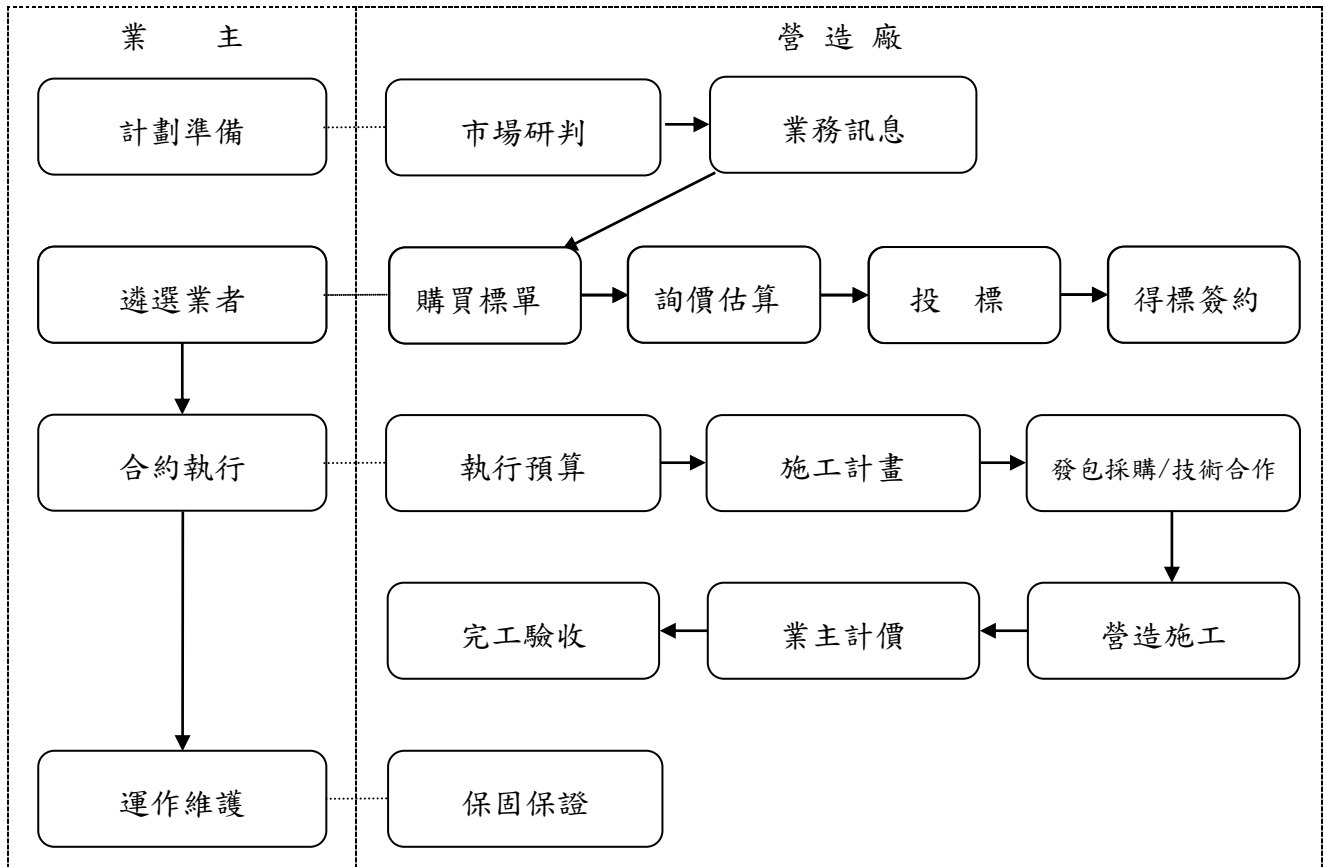 業 主
營造廠
計劃準備
市場研判
業務訊息
遴選業者
購買標單
詢價估算
投 標
得標簽約
合約執行
執行預算
施工計畫
發包採購/技術合作
完工驗收
業主計價
營造施工
運作維護
保固保證